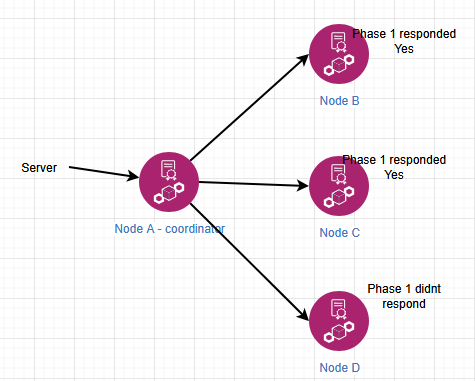 Phase 1 responded
Yes
Node B
Server
Phase 1 responded
Yes
Node A - coordinator
Node C
Phase 1 didnt
respond
Node D